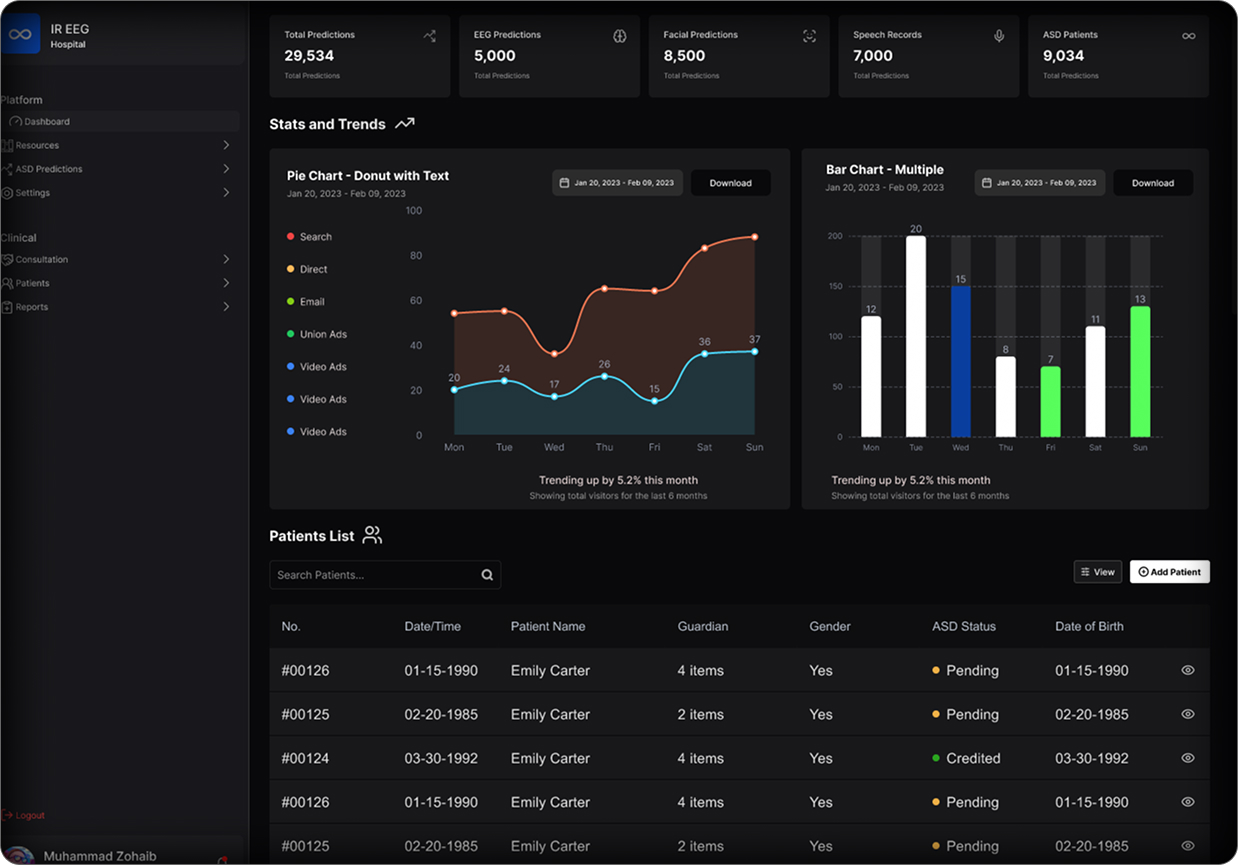 IR EEG
Hospital
Platform
Dashboard
Resources
ASD Predictions
Settings
Clinical
Consultation
Patients
Reports
Logout
Muhammad Zohaib
Total Predictions
29,534
Total Predictions
EEG Predictions
5,000
Total Predictions
Facial Predictions
8,500
Total Predictions
Speech Records
7,000
Total Predictions
ASD Patients
9,034
Total Predictions
Stats and Trends
Pie Chart - Donut with Text
Jan 20, 2023 - Feb 09, 2023
Jan 20, 2023 - Feb 09, 2023
Download
Search
Direct
Email
Union Ads
Video Ads
Video Ads
Video Ads
100
80
60
40
20
0
20 24 17 26 15 36 37
Mon Tue Wed Thu Fri Sat Sun
Trending up by 5.2% this month
Showing total visitors for the last 6 months
Bar Chart - Multiple
Jan 20, 2023 - Feb 09, 2023
Jan 20, 2023 - Feb 09, 2023
Download
200
150
100
50
0
12 20 15 8 7 11 13
Mon Tue Wed Thu Fri Sat Sun
Trending up by 5.2% this month
Showing total visitors for the last 6 months
Patients List
Search Patients...
View
Add Patient
No. Date/Time Patient Name Guardian Gender ASD Status Date of Birth
#00126 01-15-1990 Emily Carter 4 items Yes Pending 01-15-1990
#00125 02-20-1985 Emily Carter 2 items Yes Pending 02-20-1985
#00124 03-30-1992 Emily Carter 4 items Yes Credited 03-30-1992
#00126 01-15-1990 Emily Carter 4 items Yes Pending 01-15-1990
#00125 02-20-1985 Emily Carter 2 items Yes Pending 02-20-1985